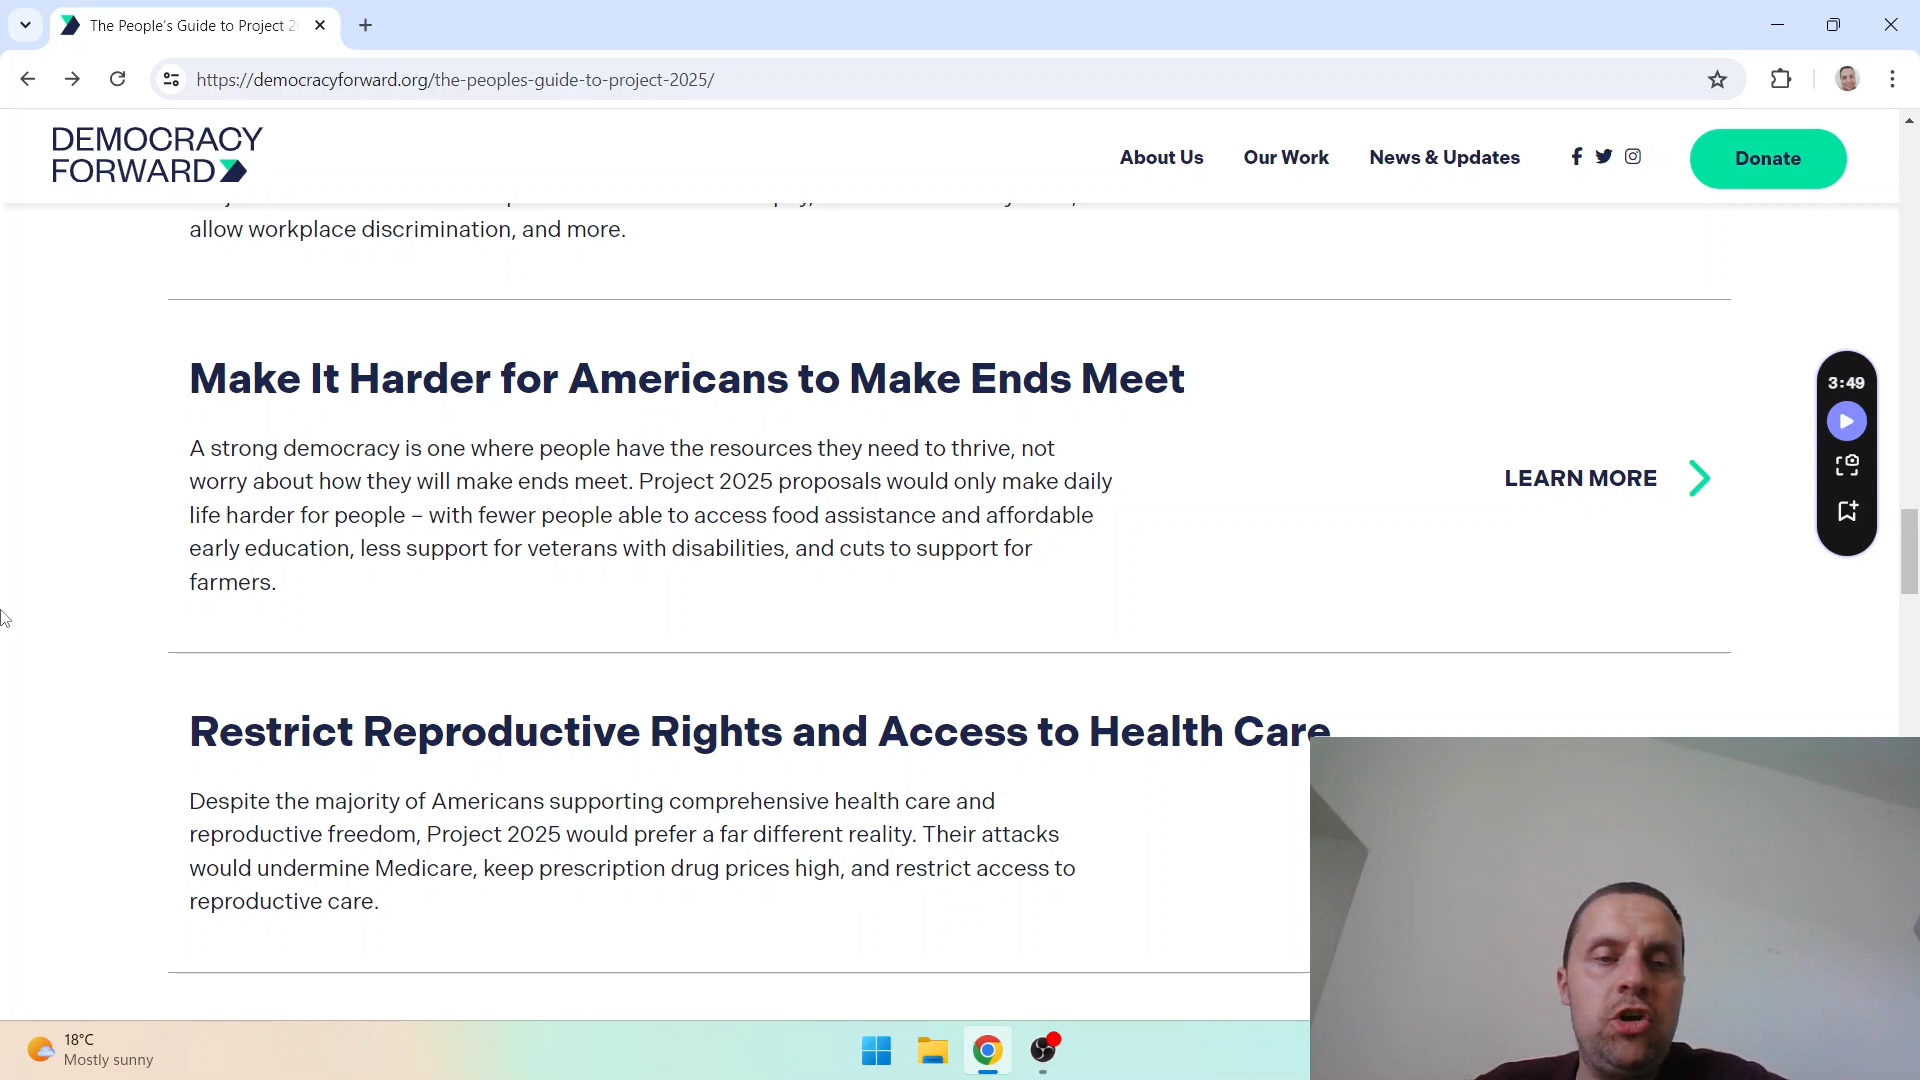 The People's Guide to Project 2
https://democracyforward.org/the-peoples-guide-to-project-2025/
DEMOCRACY
FORWARD
About Us
Our Work
News & Updates
Donate
allow workplace discrimination, and more.
Make It Harder for Americans to Make Ends Meet
A strong democracy is one where people have the resources they need to thrive, not
worry about how they will make ends meet. Project 2025 proposals would only make daily
life harder for people – with fewer people able to access food assistance and affordable
early education, less support for veterans with disabilities, and cuts to support for
farmers.
LEARN MORE
3:49
Restrict Reproductive Rights and Access to Health Care
Despite the majority of Americans supporting comprehensive health care and
reproductive freedom, Project 2025 would prefer a far different reality. Their attacks
would undermine Medicare, keep prescription drug prices high, and restrict access to
reproductive care.
18°C
Mostly sunny